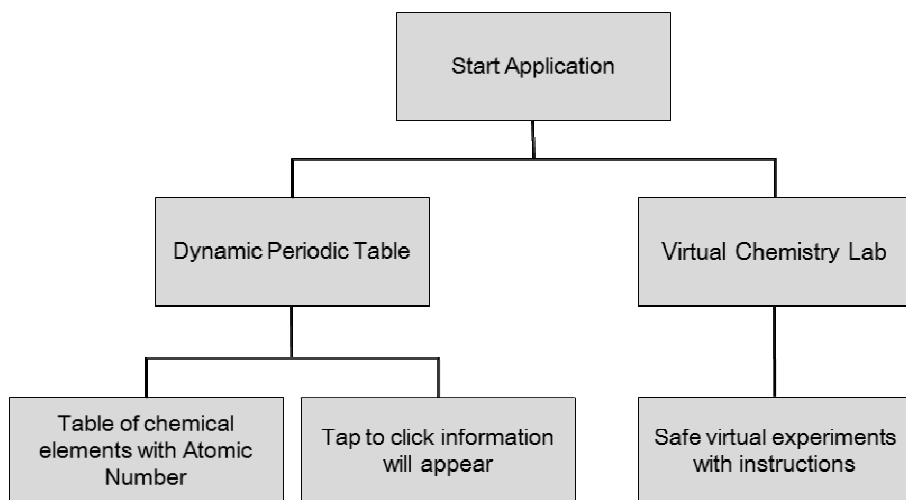 Start Application
Dynamic Periodic Table
Virtual Chemistry Lab
Table of chemical
elements with Atomic
Number
Tap to click information
will appear
Safe virtual experiments
with instructions